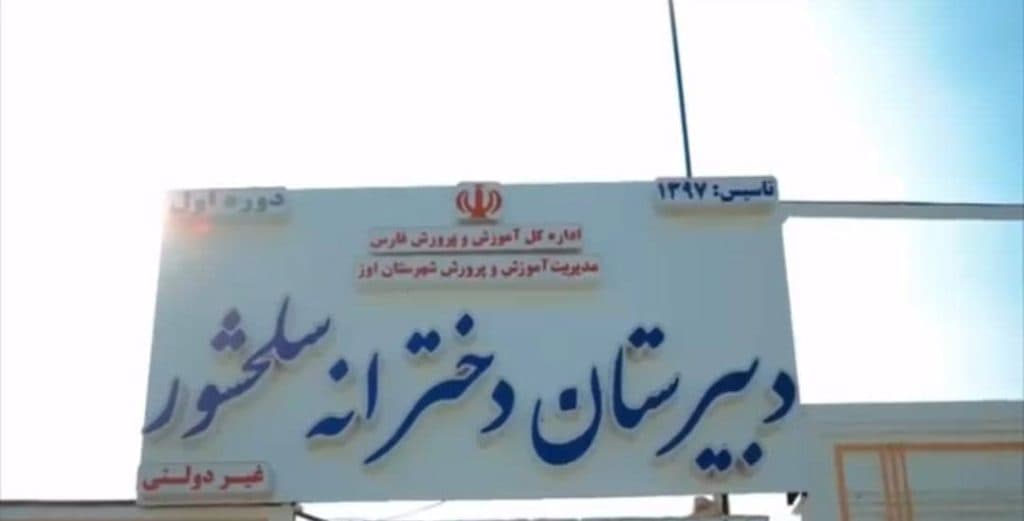 تاسیس: ۱۳۹۷
دوره اول
اداره کل آموزش و پرورش فارس
مدیریت آموزش و پرورش شهرستان اوز
دبیرستان دخترانه سلحشور
غیر دولتی